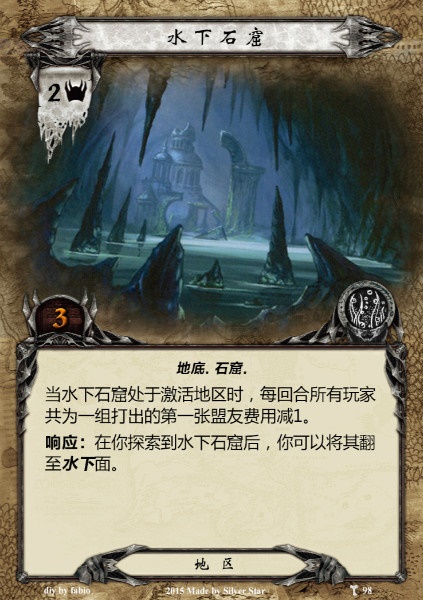 水下石窟
2
3
地底. 石窟.
当水下石窟处于激活地区时，每回合所有玩家
共为一组打出的第一张盟友费用减1。
响应：在你探索到水下石窟后，你可以将其翻
至水下面。
地区
diy by fabio
2015 Made by Silver Star
98